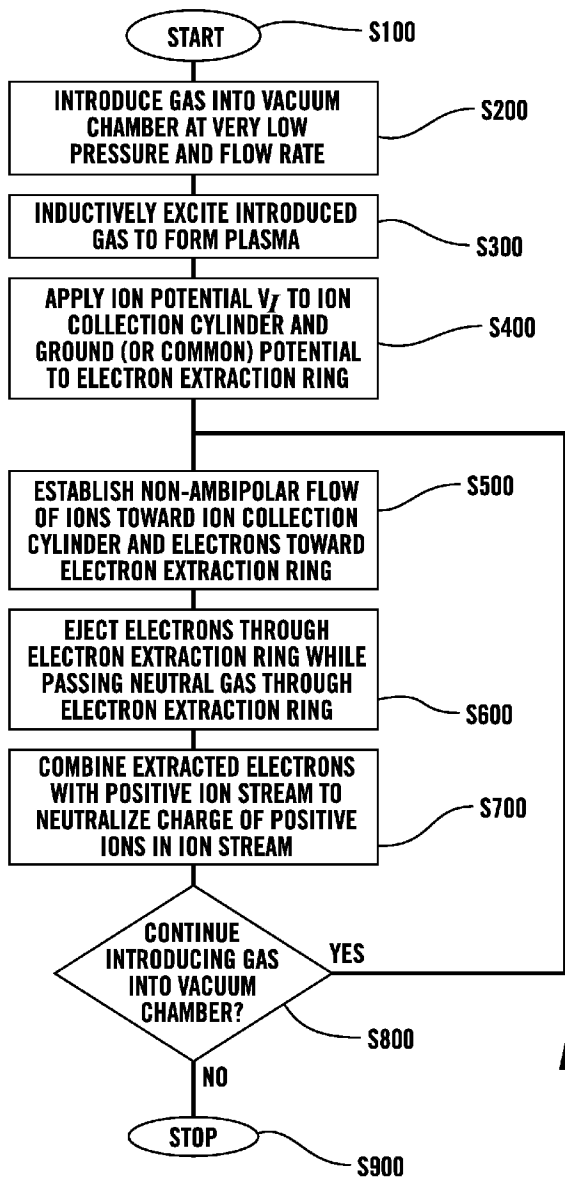 START
S100
INTRODUCE GAS INTO VACUUM
CHAMBER AT VERY LOW
PRESSURE AND FLOW RATE
S200
INDUCTIVELY EXCITE INTRODUCED
GAS TO FORM PLASMA
S300
APPLY ION POTENTIAL VI TO ION
COLLECTION CYLINDER AND
GROUND (OR COMMON) POTENTIAL
TO ELECTRON EXTRACTION RING
S400
ESTABLISH NON-AMBIPOLAR FLOW
OF IONS TOWARD ION COLLECTION
CYLINDER AND ELECTRONS TOWARD
ELECTRON EXTRACTION RING
S500
EJECT ELECTRONS THROUGH
ELECTRON EXTRACTION RING WHILE
PASSING NEUTRAL GAS THROUGH
ELECTRON EXTRACTION RING
S600
COMBINE EXTRACTED ELECTRONS
WITH POSITIVE ION STREAM TO
NEUTRALIZE CHARGE OF POSITIVE
IONS IN ION STREAM
S700
CONTINUE
INTRODUCING GAS
INTO VACUUM
CHAMBER?
YES
S800
NO
STOP
S900